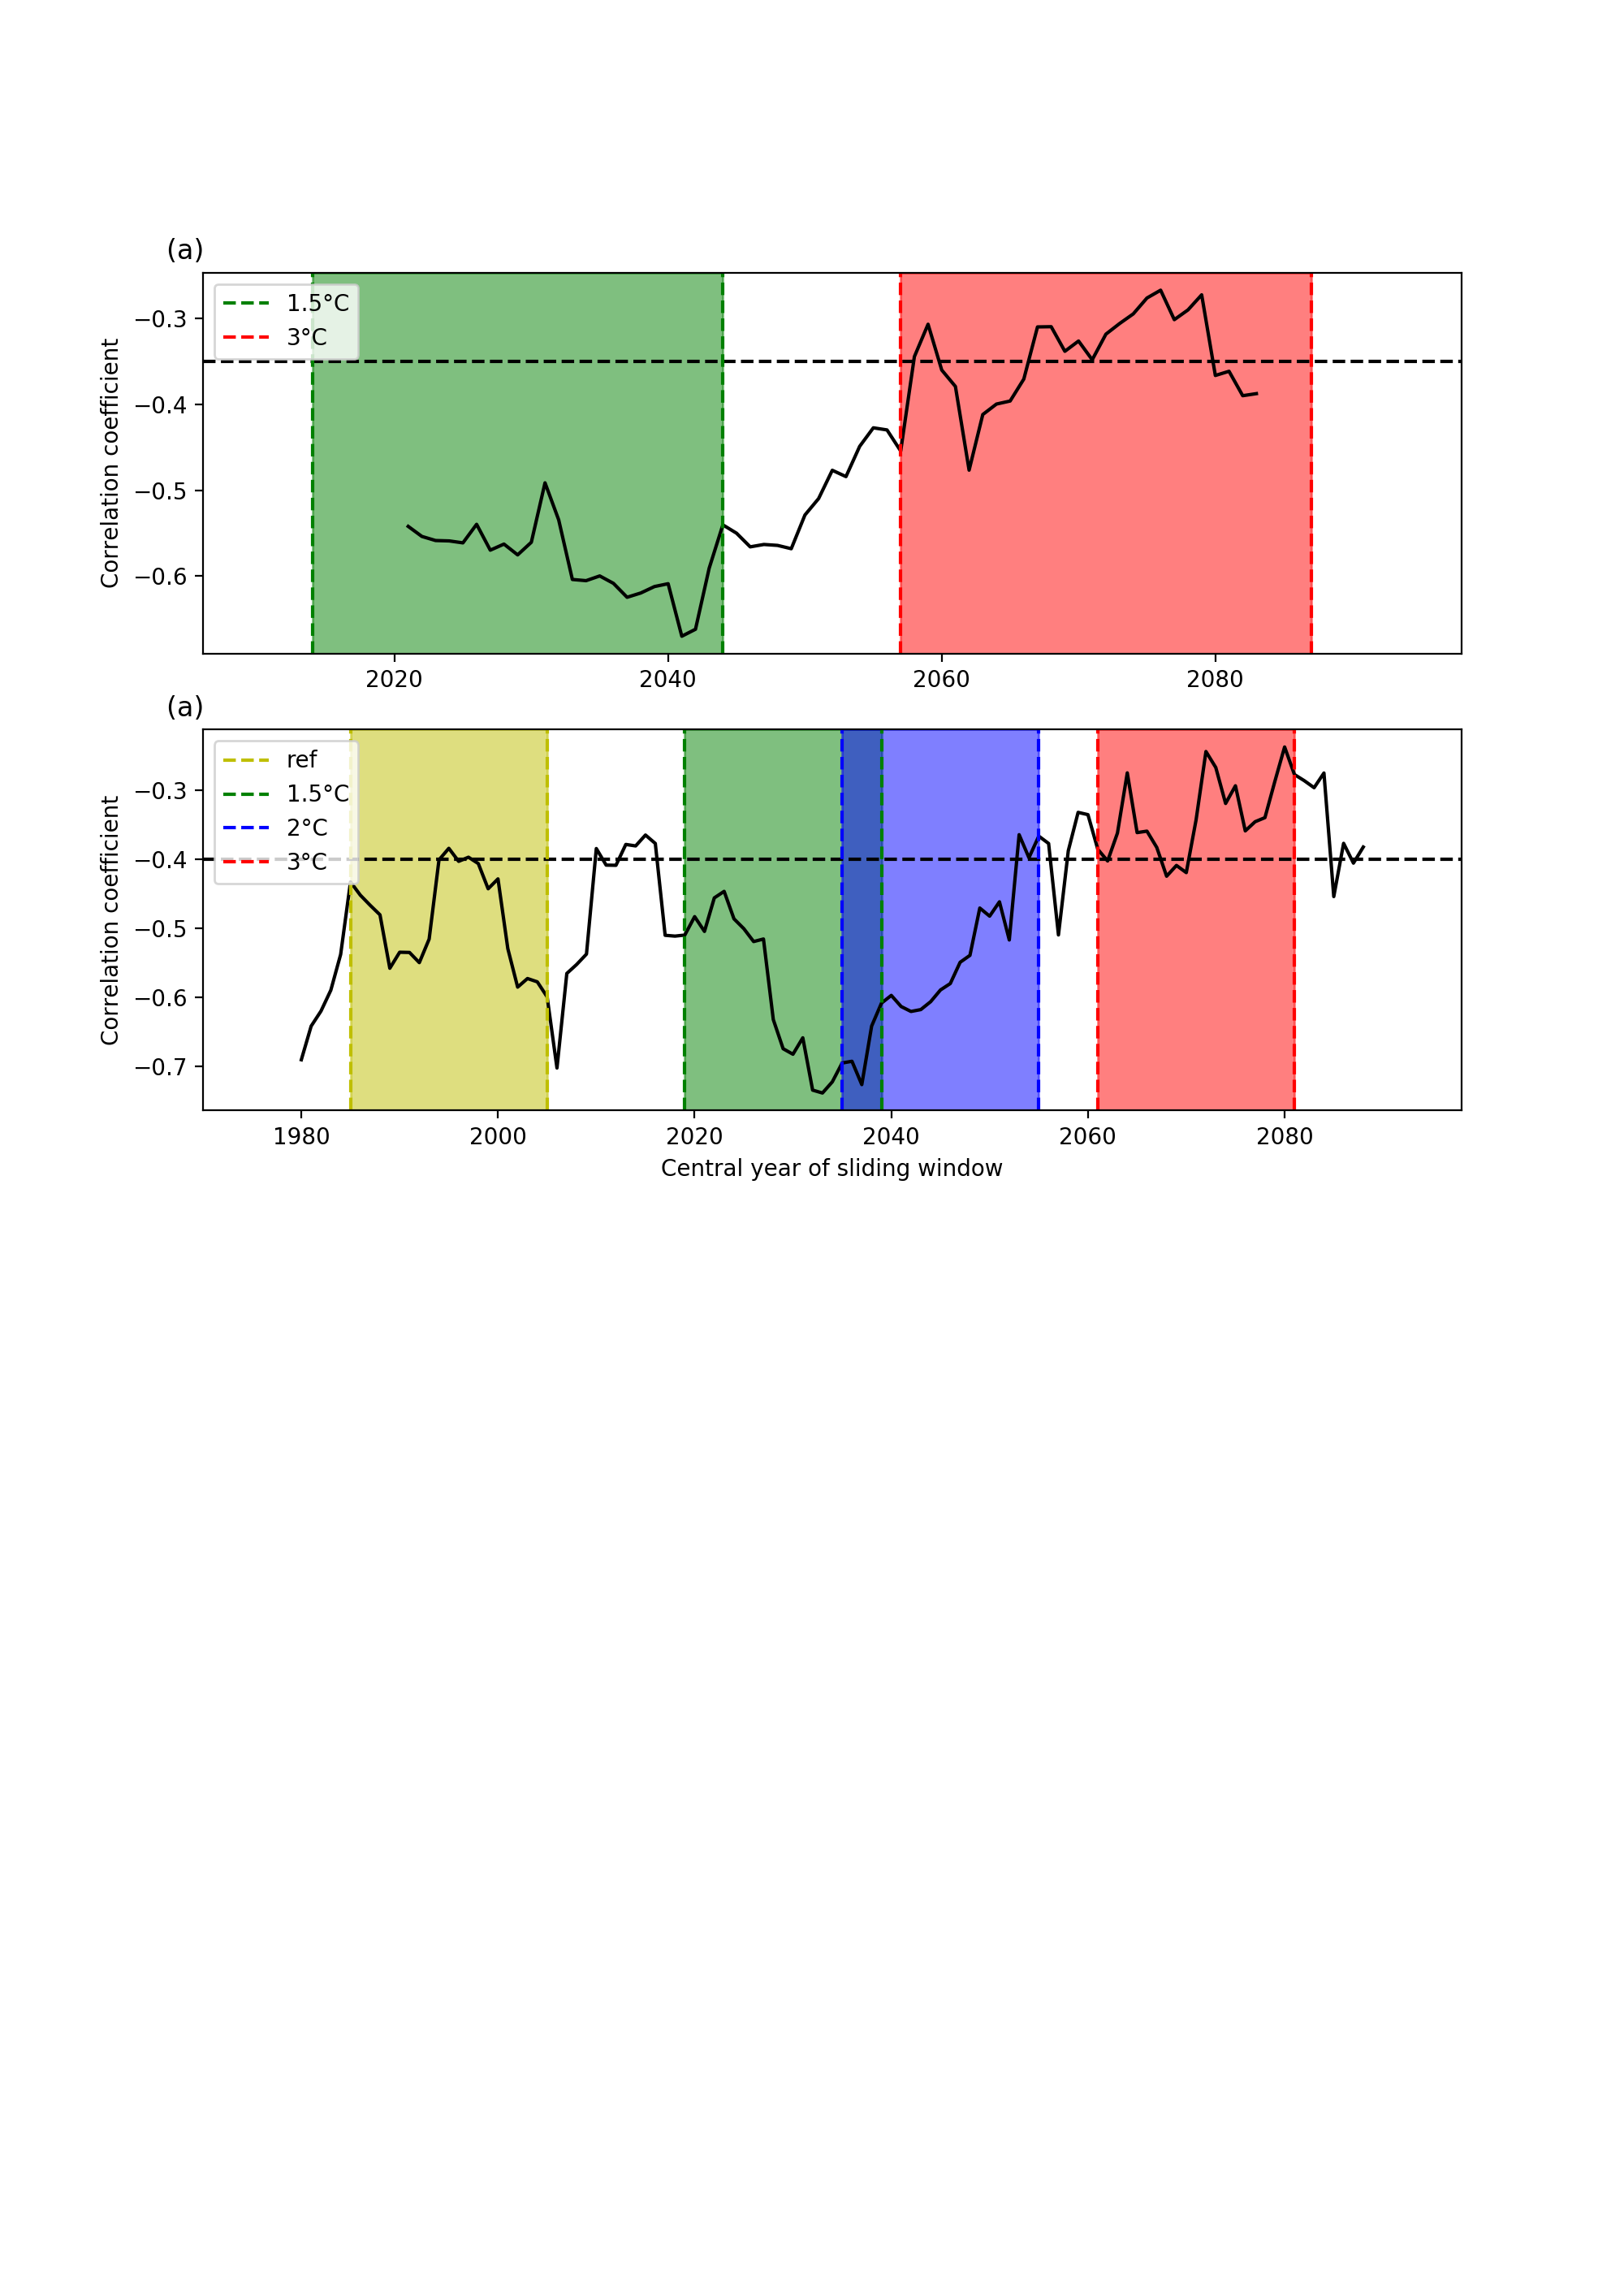 (a)
1.5°C
3°C
−0.3
−0.4
−0.5
−0.6
Correlation coefficient
2020 2040 2060 2080
(a)
ref
1.5°C
2°C
3°C
−0.3
−0.4
−0.5
−0.6
−0.7
Correlation coefficient
1980 2000 2020 2040 2060 2080
Central year of sliding window